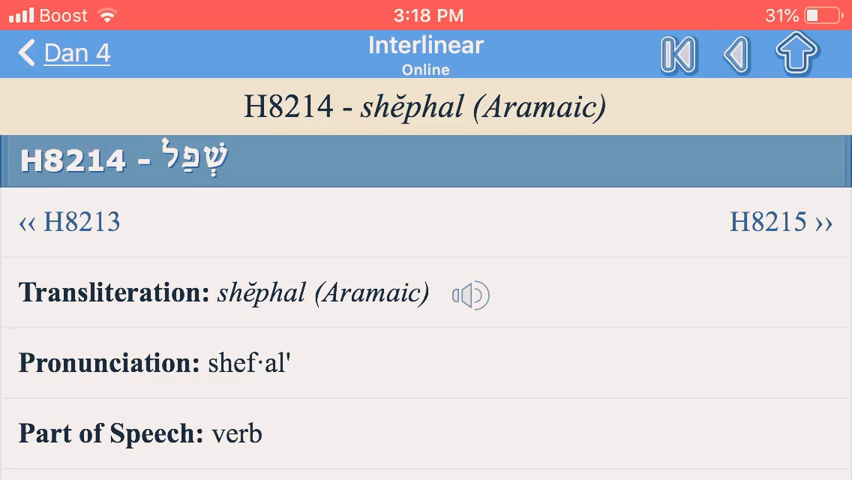 Boost 3:18 PM 31%
Dan 4 Interlinear
Online
H8214 - shĕphal (Aramaic)
H8214 - שְׁפַל
‹‹ H8213 H8215 ››
Transliteration: shĕphal (Aramaic)
Pronunciation: shef·al'
Part of Speech: verb